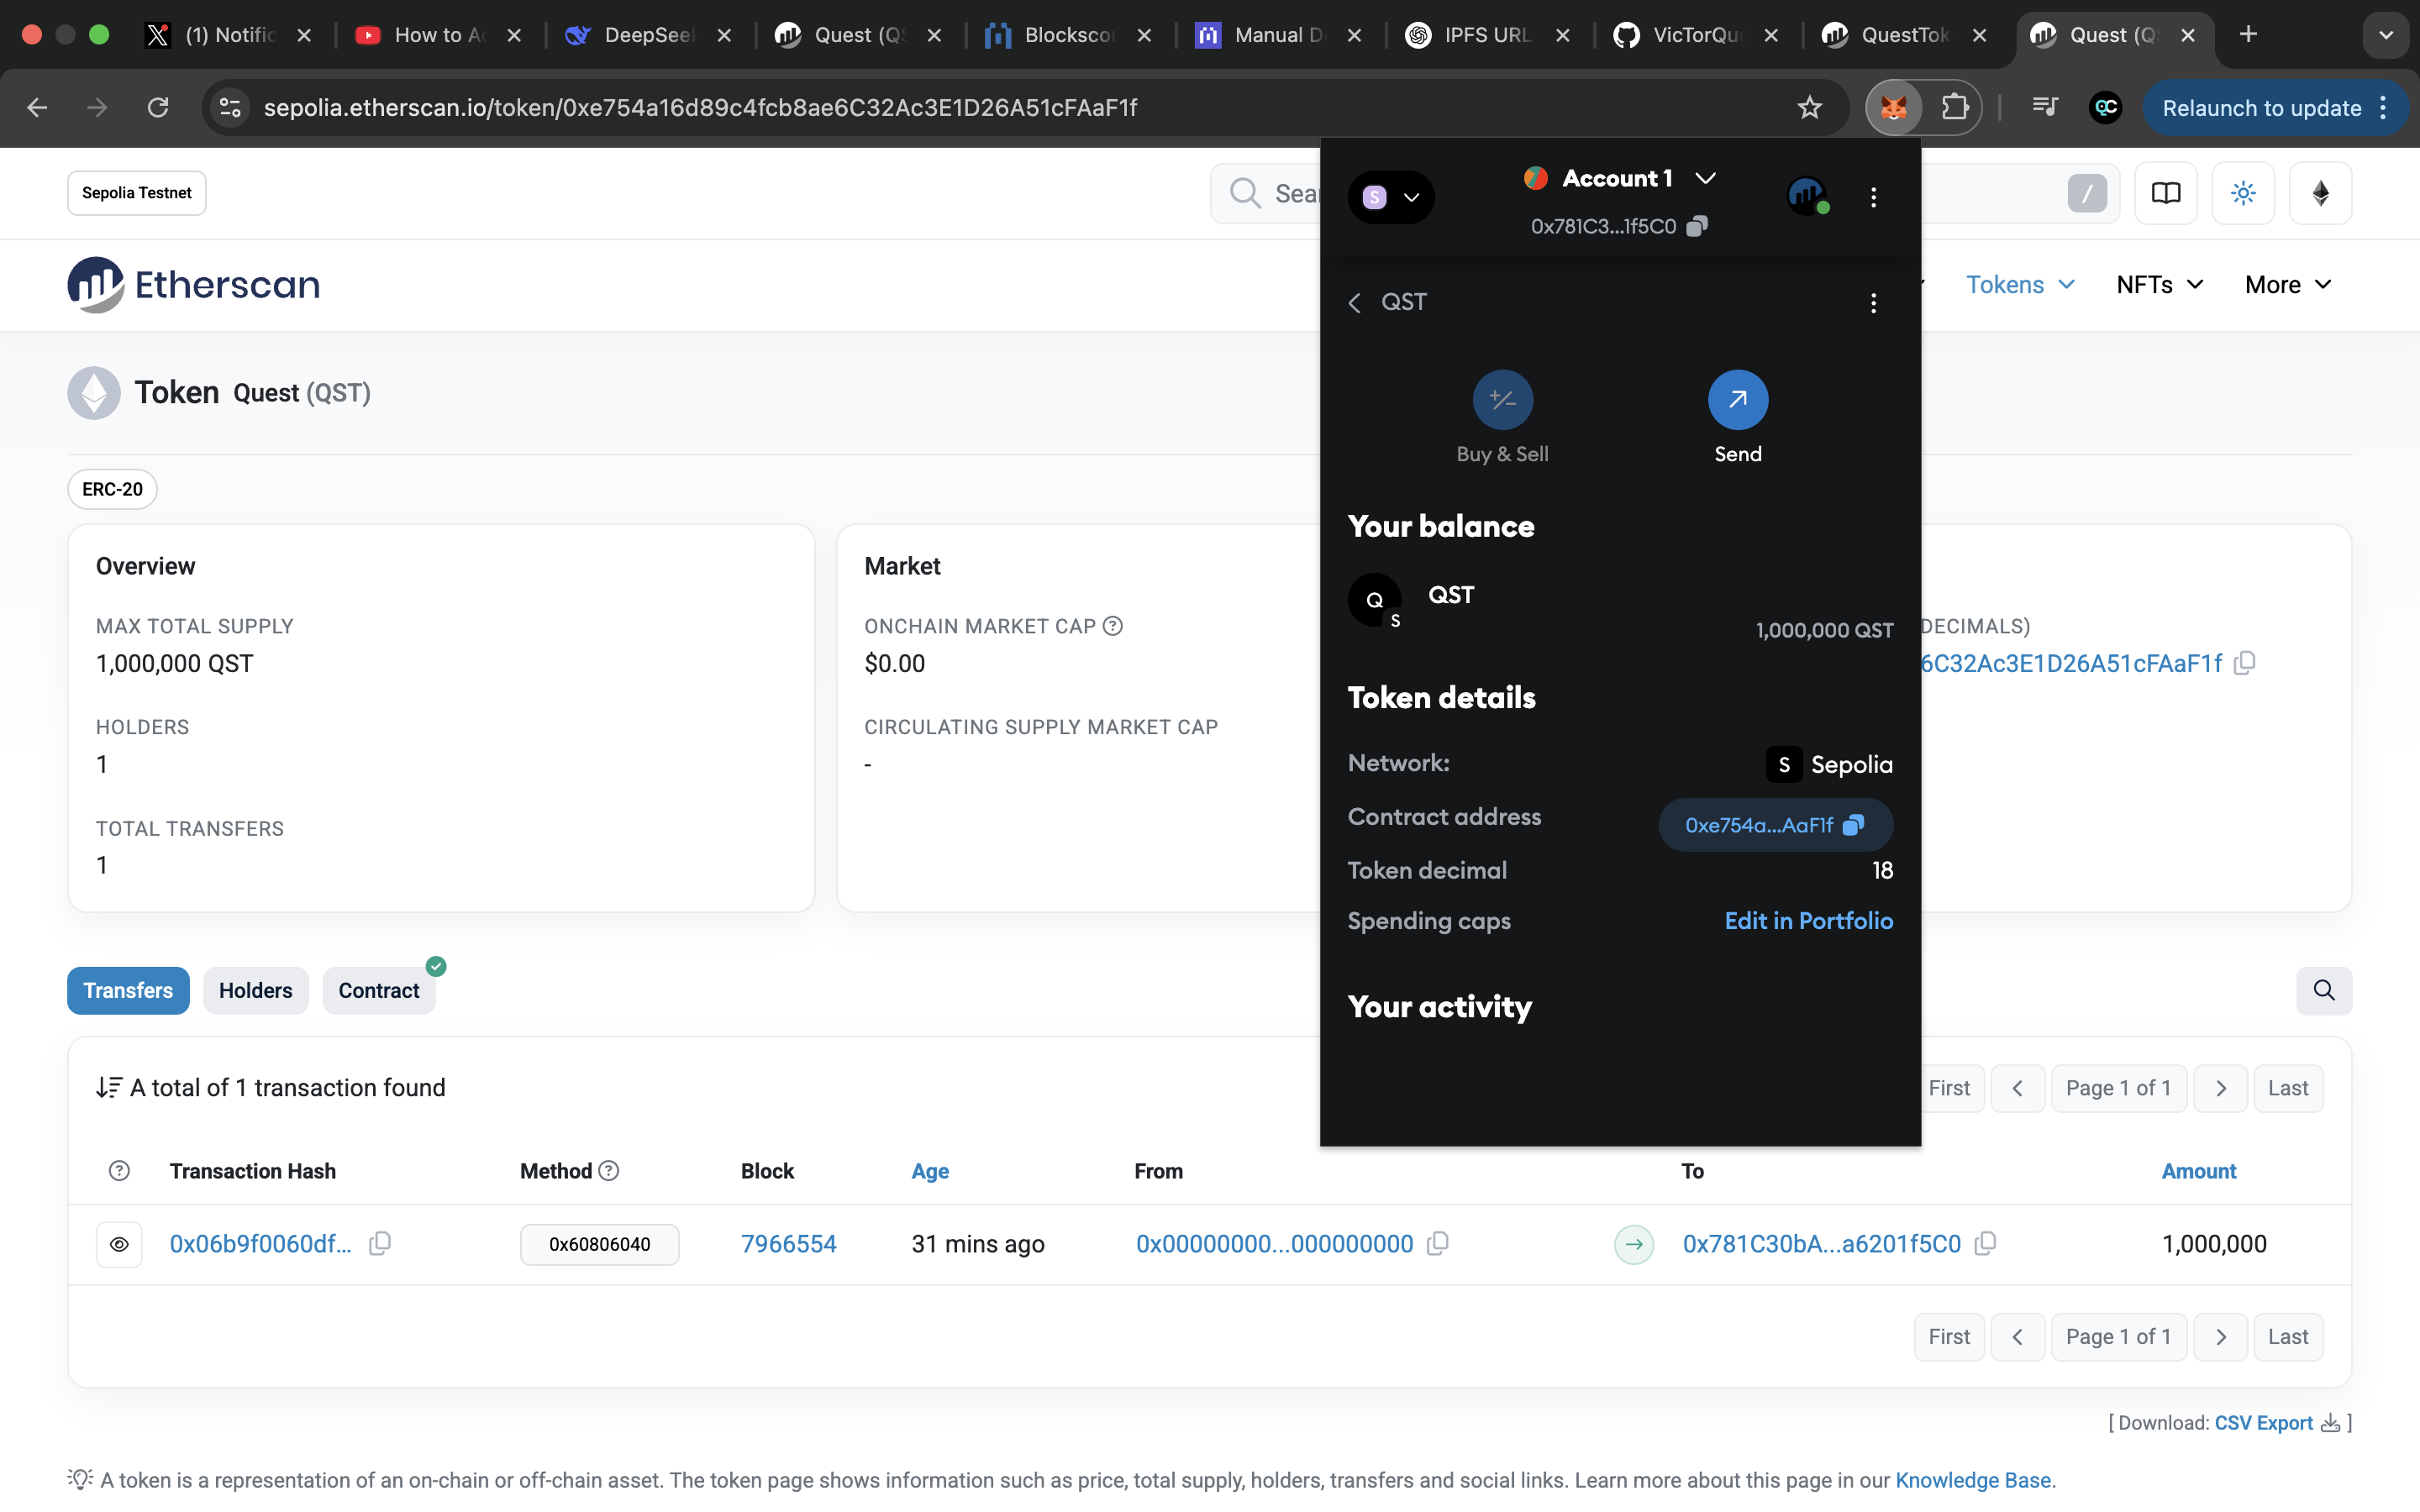 (1) Notific
How to A
DeepSeek
Quest (QS
Blockscou
Manual D
IPFS URL
VicTorQu
QuestTok
Quest (Q
sepolia.etherscan.io/token/0xe754a16d89c4fcb8ae6C32Ac3E1D26A51cFAaF1f
QC
Relaunch to update
Sepolia Testnet
Sea
/
Etherscan
Tokens
NFTs
More
Token Quest (QST)
ERC-20
Overview
MAX TOTAL SUPPLY
1,000,000 QST
HOLDERS
1
TOTAL TRANSFERS
1
Market
ONCHAIN MARKET CAP
$0.00
CIRCULATING SUPPLY MARKET CAP
-
DECIMALS)
6C32Ac3E1D26A51cFAaF1f
S
Account 1
0x781C3...1f5C0
QST
Buy & Sell
Send
Your balance
Q
S
QST
1,000,000 QST
Token details
Network:
S Sepolia
Contract address
0xe754a...AaF1f
Token decimal
18
Spending caps
Edit in Portfolio
Your activity
Transfers
Holders
Contract
A total of 1 transaction found
First
Page 1 of 1
Last
Transaction Hash
Method
Block
Age
From
To
Amount
0x06b9f0060df...
0x60806040
7966554
31 mins ago
0x00000000...000000000
0x781C30bA...a6201f5C0
1,000,000
First
Page 1 of 1
Last
[ Download: CSV Export ]
A token is a representation of an on-chain or off-chain asset. The token page shows information such as price, total supply, holders, transfers and social links. Learn more about this page in our Knowledge Base.